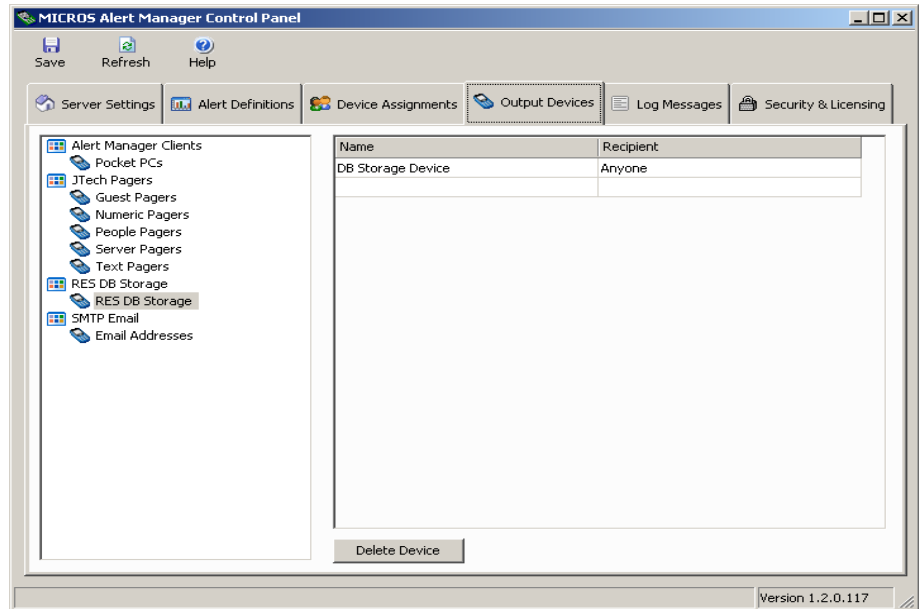 MICROS Alert Manager Control Panel
Save Refresh Help
Server Settings Alert Definitions Device Assignments Output Devices Log Messages Security & Licensing
Alert Manager Clients
Pocket PCs
JTech Pagers
Guest Pagers
Numeric Pagers
People Pagers
Server Pagers
Text Pagers
RES DB Storage
RES DB Storage
SMTP Email
Email Addresses
Name Recipient
DB Storage Device Anyone
Delete Device
Version 1.2.0.117